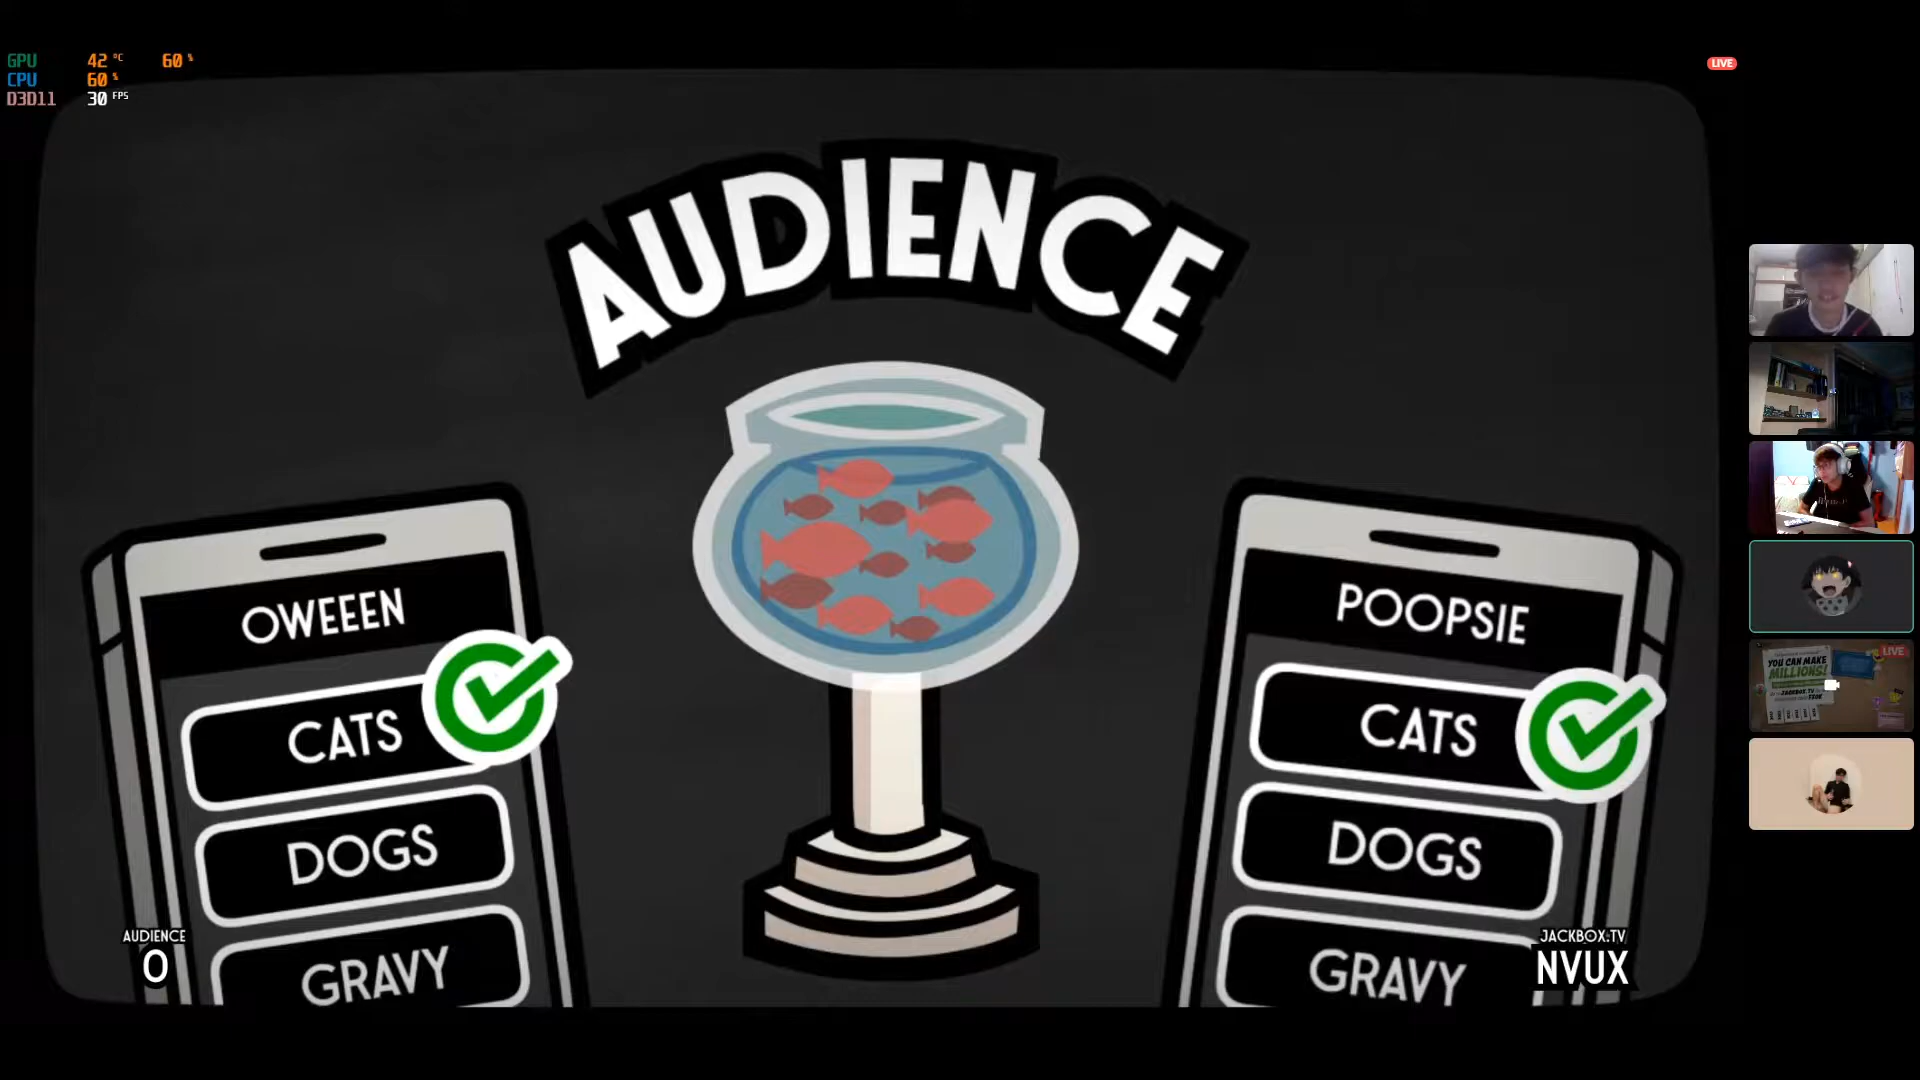 GPU 42 °C 60 %
CPU 60 %
D3D11 30 FPS
LIVE
AUDIENCE
OWEEEN
CATS
DOGS
GRAVY
POOPSIE
CATS
DOGS
GRAVY
AUDIENCE
0
JACKBOX.TV
NVUX
LIVE
YOU CAN MAKE
MILLIONS!